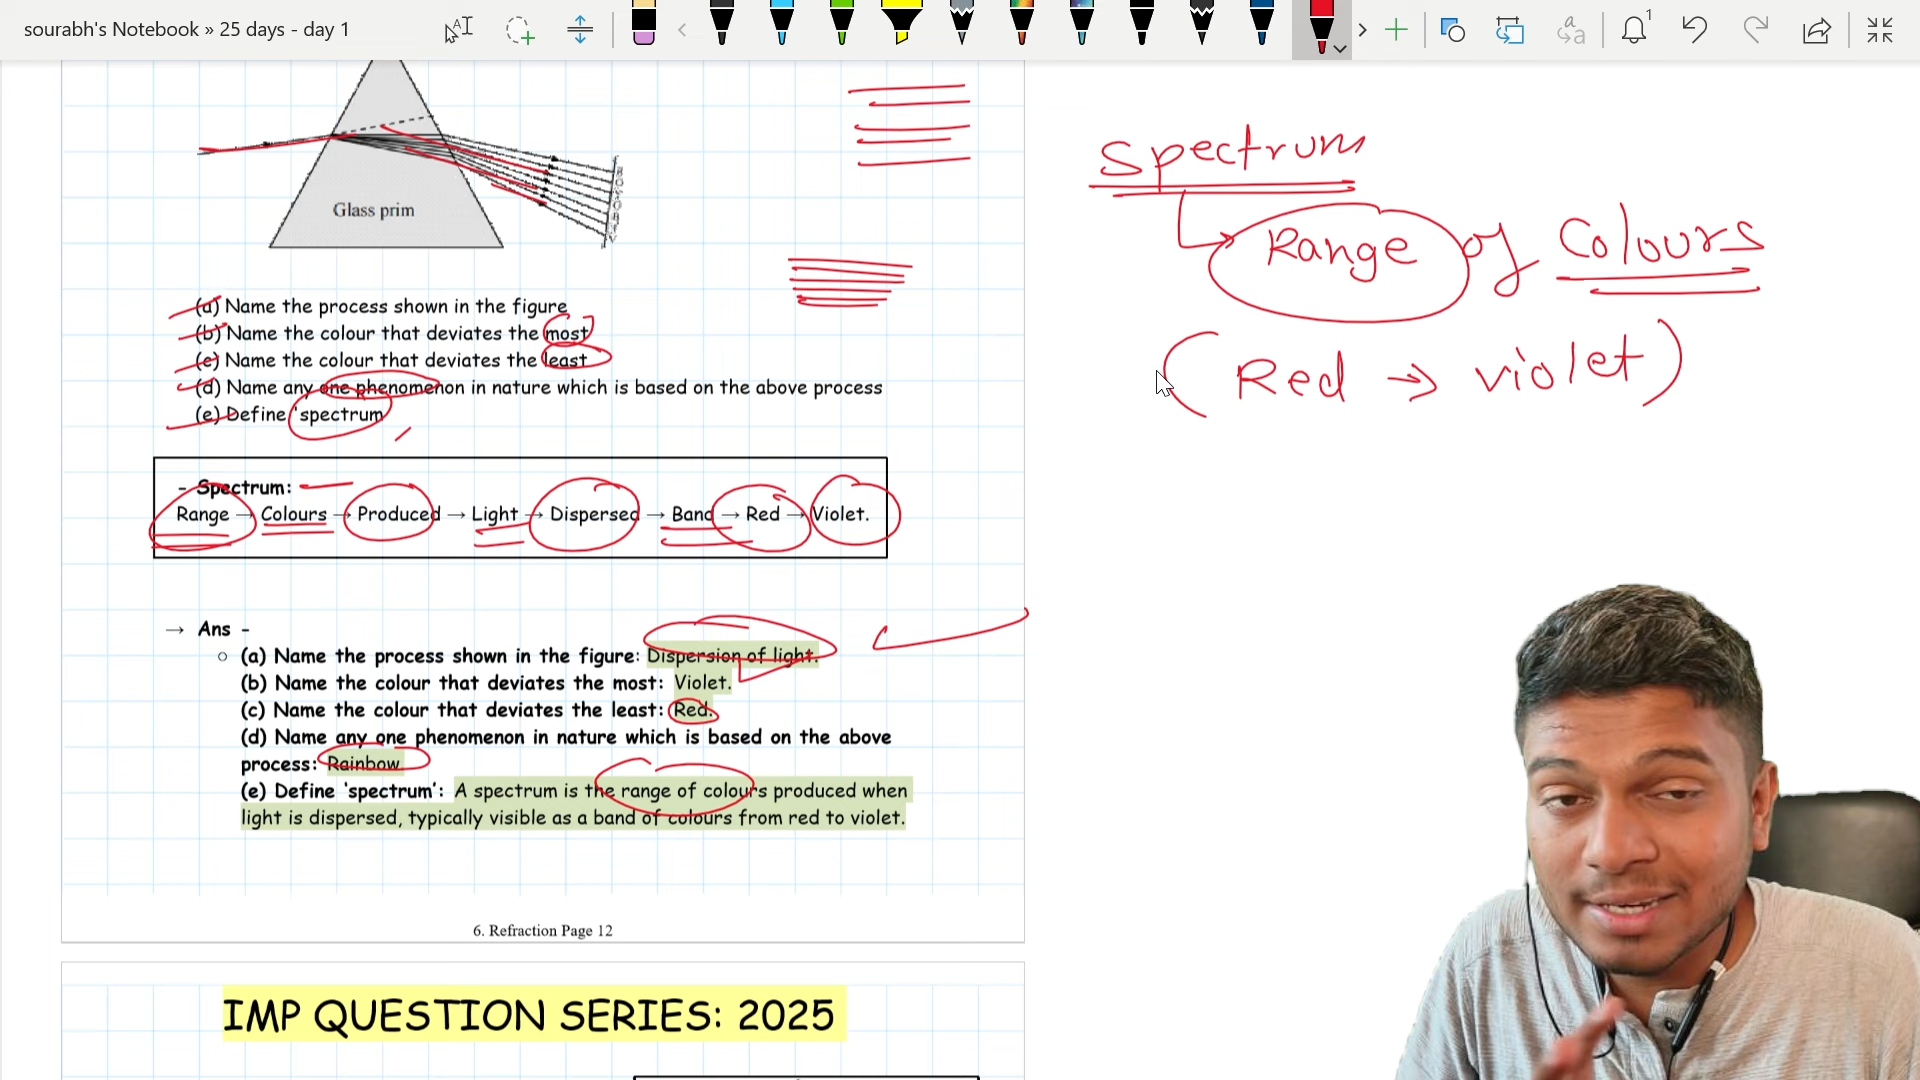 sourabh's Notebook » 25 days - day 1
Glass prim
(a) Name the process shown in the figure
(b) Name the colour that deviates the most
(c) Name the colour that deviates the least
(d) Name any one phenomenon in nature which is based on the above process
(e) Define 'spectrum
- Spectrum:
Range → Colours → Produced → Light → Dispersed → Band → Red → Violet.
→ Ans -
(a) Name the process shown in the figure: Dispersion of light.
(b) Name the colour that deviates the most: Violet.
(c) Name the colour that deviates the least: Red.
(d) Name any one phenomenon in nature which is based on the above
process: Rainbow
(e) Define 'spectrum': A spectrum is the range of colours produced when
light is dispersed, typically visible as a band of colours from red to violet.
6. Refraction Page 12
IMP QUESTION SERIES: 2025
Spectrum
Range of Colours
(Red → violet)